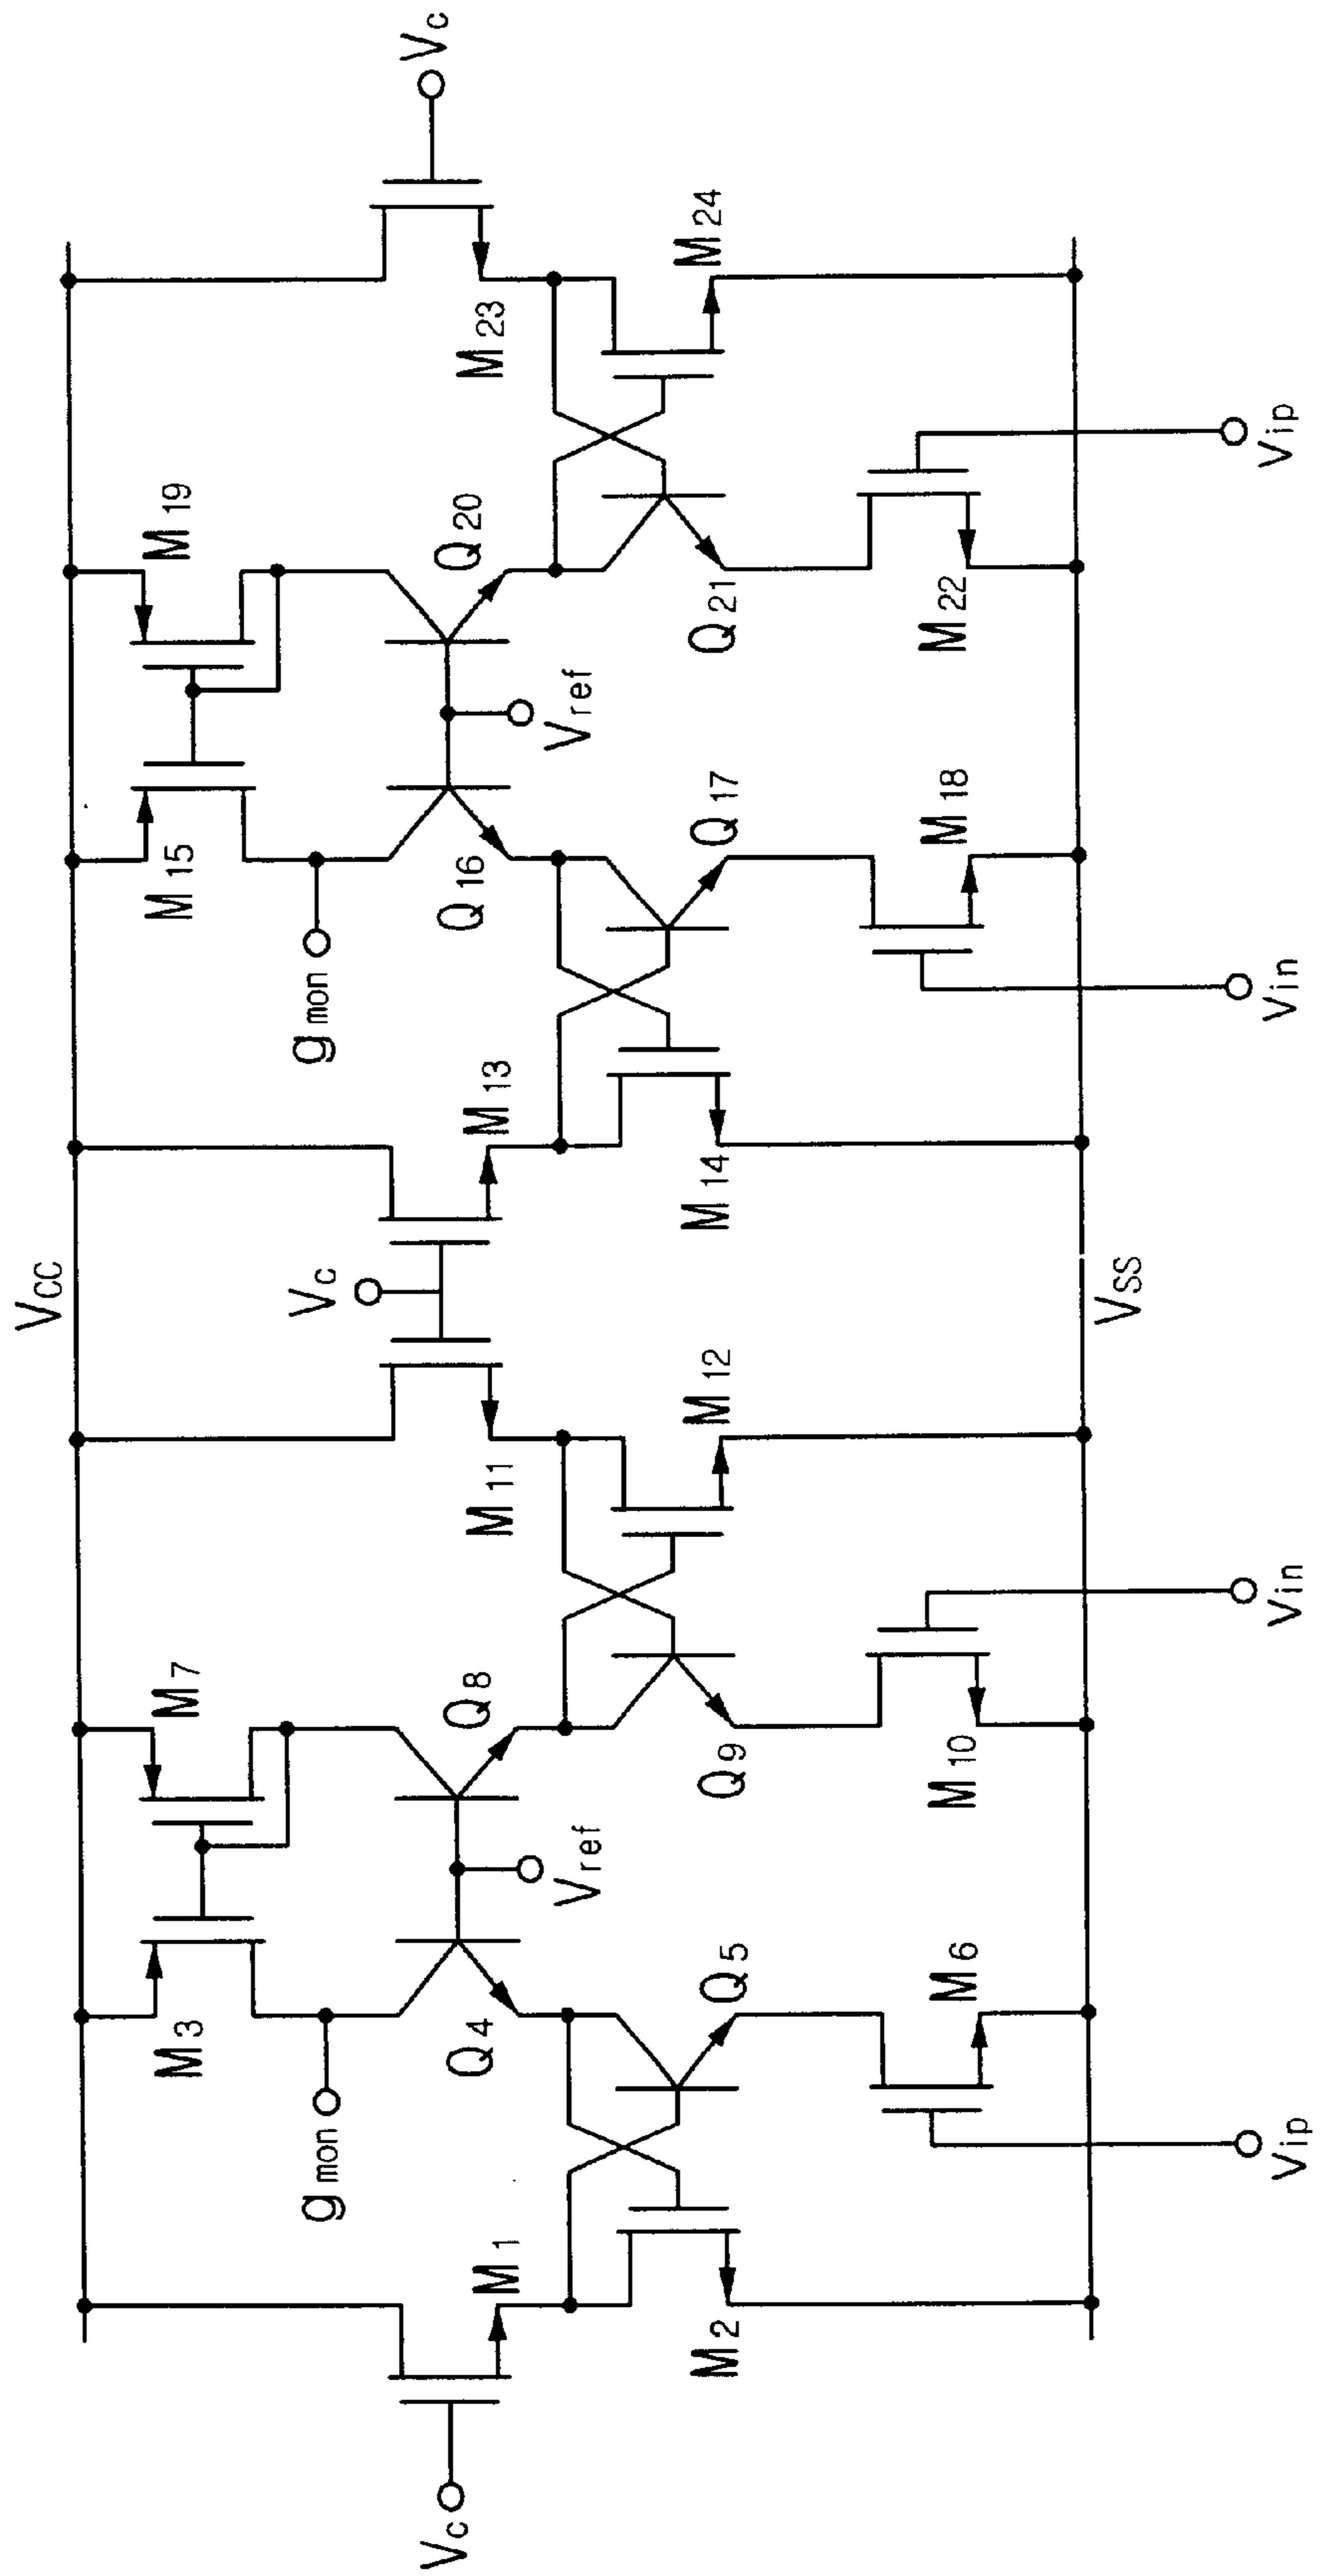 VCC
Vc
M1
M2
M3
gmon
Q4
Q5
M6
Vip
Vref
M7
Q8
Q9
M10
Vin
M11
M12
Vc
M13
M14
M15
gmon
Q16
Q17
M18
Vin
Vref
M19
Q20
Q21
M22
Vip
M23
M24
Vc
VSS